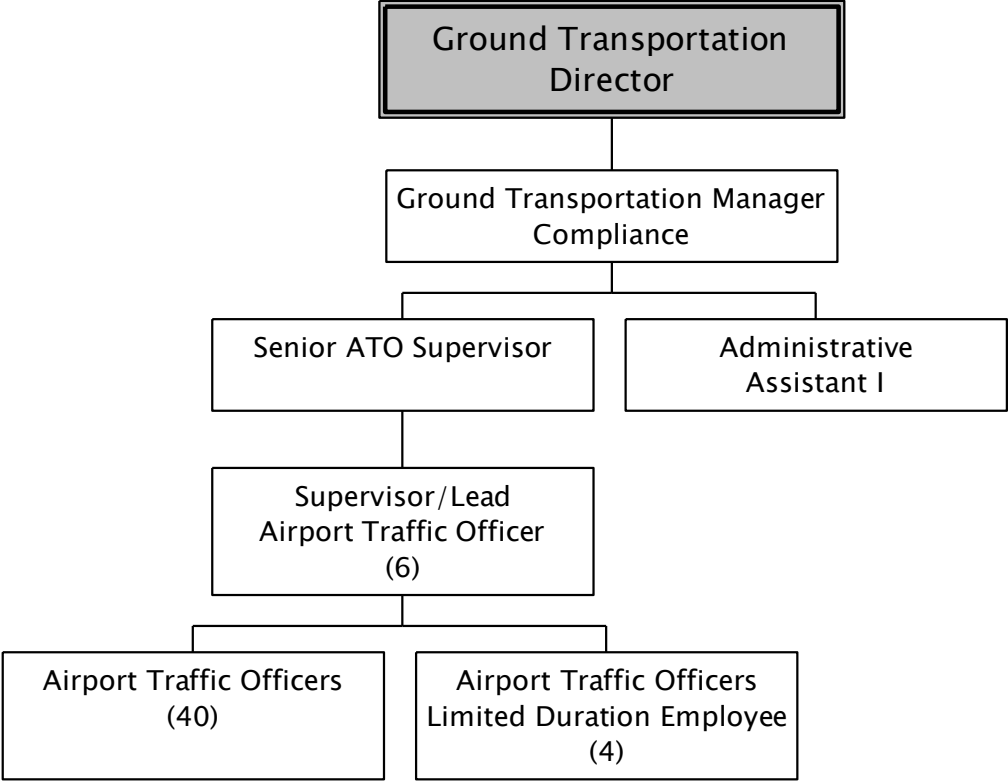 Ground Transportation
Director
Ground Transportation Manager
Compliance
Senior ATO Supervisor
Administrative
Assistant I
Supervisor/Lead
Airport Traffic Officer
(6)
Airport Traffic Officers
(40)
Airport Traffic Officers
Limited Duration Employee
(4)